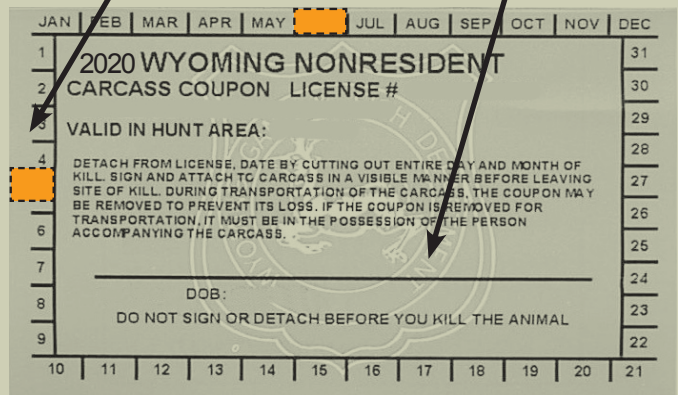 JAN FEB MAR APR MAY JUL AUG SEP OCT NOV DEC
1 31
2020 WYOMING NONRESIDENT
2 30
CARCASS COUPON LICENSE #
3 29
VALID IN HUNT AREA:
4 28
DETACH FROM LICENSE, DATE BY CUTTING OUT ENTIRE DAY AND MONTH OF
KILL. SIGN AND ATTACH TO CARCASS IN A VISIBLE MANNER BEFORE LEAVING
27
SITE OF KILL. DURING TRANSPORTATION OF THE CARCASS, THE COUPON MAY
BE REMOVED TO PREVENT ITS LOSS. IF THE COUPON IS REMOVED FOR
26
TRANSPORTATION, IT MUST BE IN THE POSSESSION OF THE PERSON
6
ACCOMPANYING THE CARCASS.
25
7 24
DOB:
8 23
DO NOT SIGN OR DETACH BEFORE YOU KILL THE ANIMAL
9 22
10 11 12 13 14 15 16 17 18 19 20 21